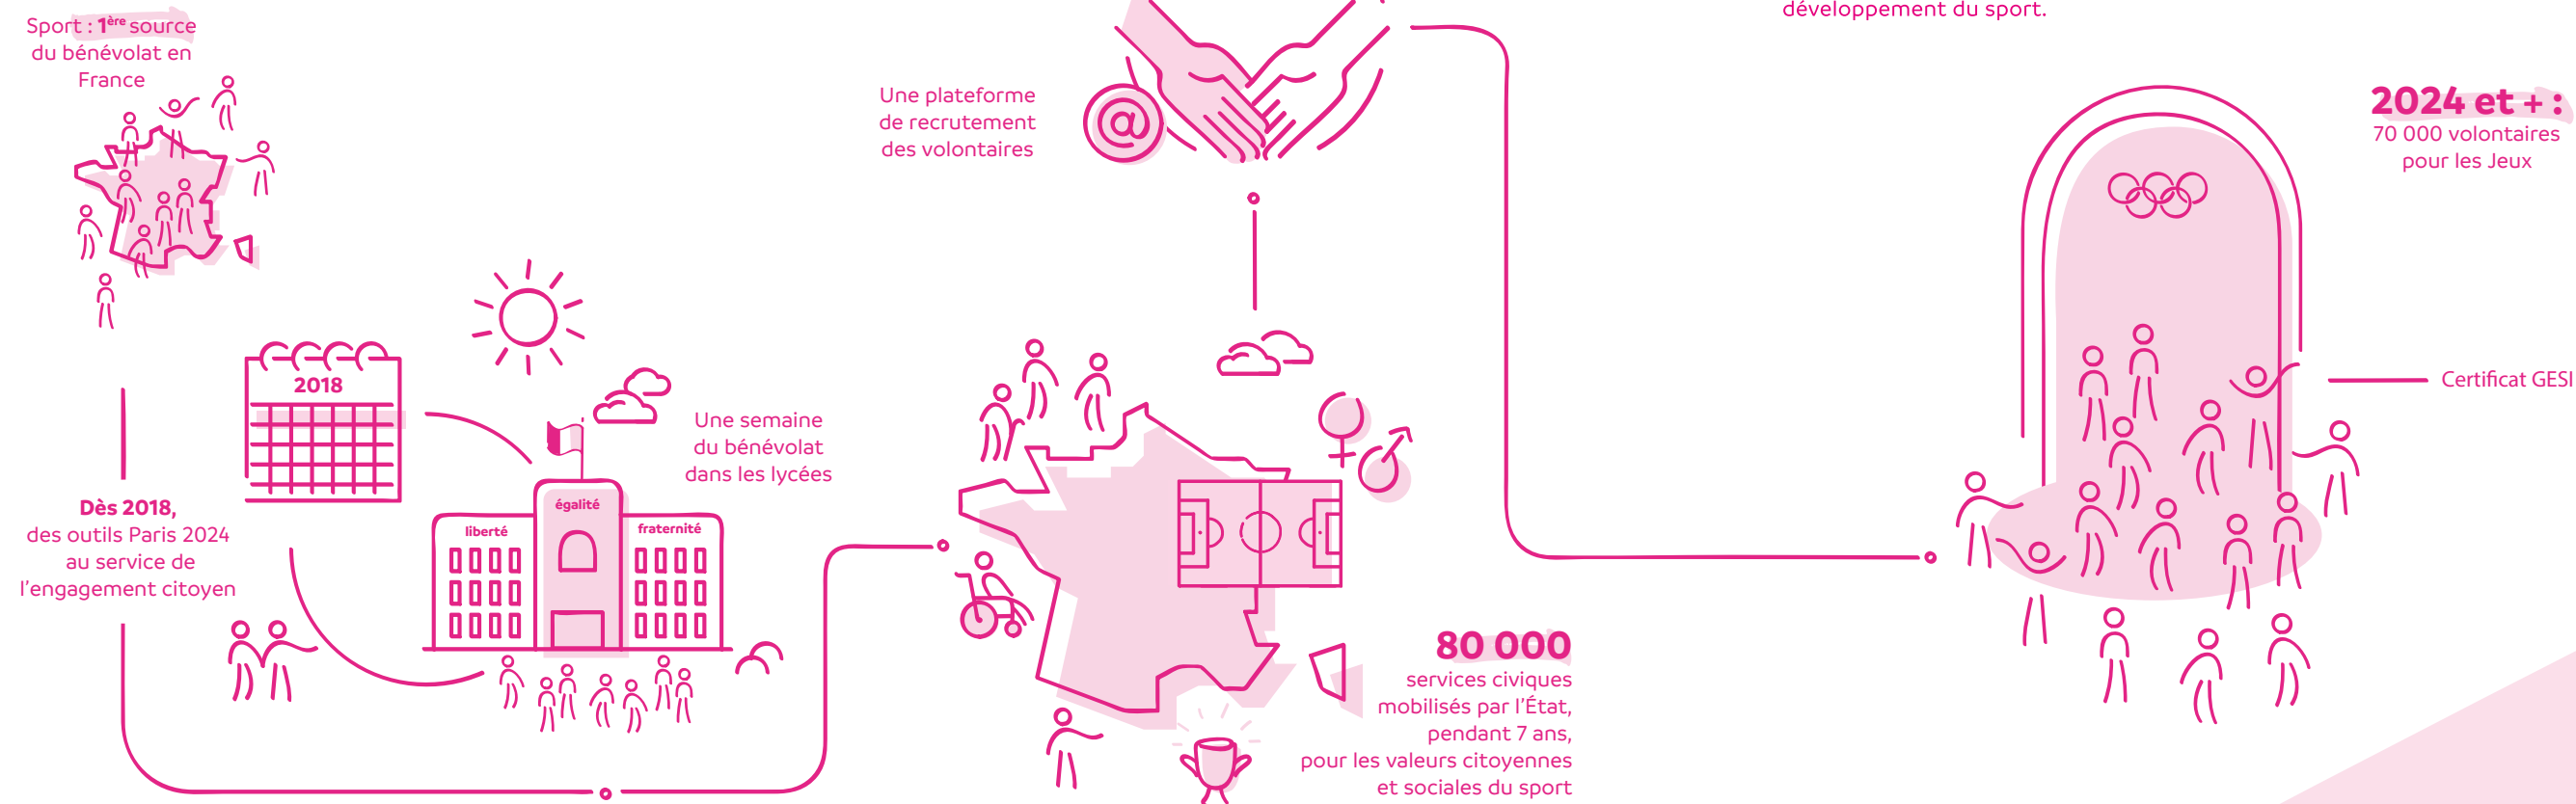 Sport : 1ère source
du bénévolat en
France
2018
Dès 2018,
des outils Paris 2024
au service de
l'engagement citoyen
liberté
égalité
fraternité
Une semaine
du bénévolat
dans les lycées
Une plateforme
de recrutement
des volontaires
@
80 000
services civiques
mobilisés par l'État,
pendant 7 ans,
pour les valeurs citoyennes
et sociales du sport
développement du sport.
2024 et + :
70 000 volontaires
pour les Jeux
Certificat GESI